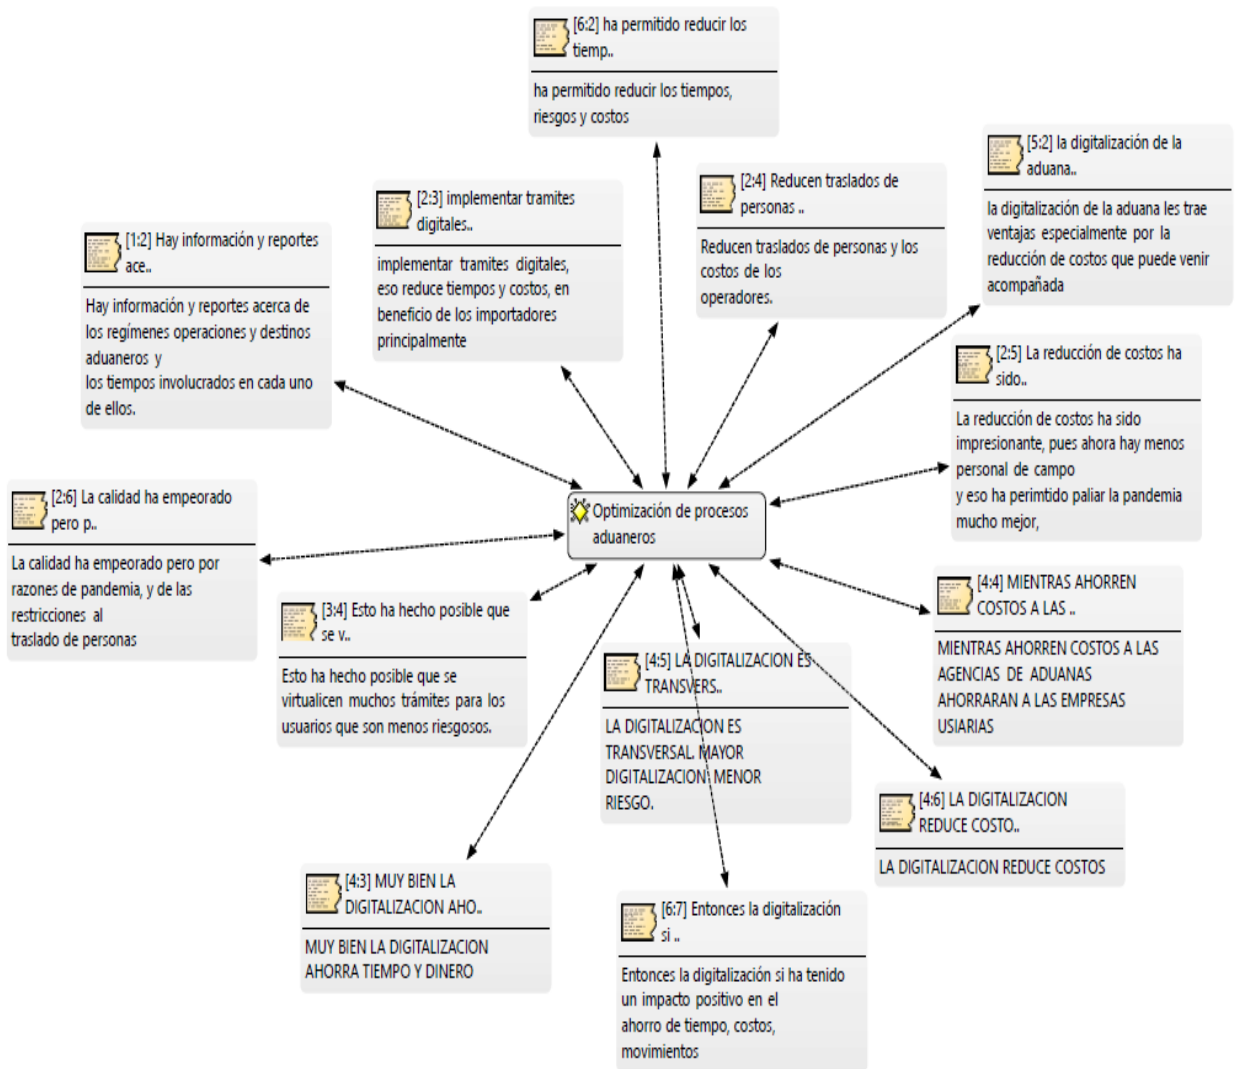 [6:2] ha permitido reducir los
tiemp..
ha permitido reducir los tiempos,
riesgos y costos
[5:2] la digitalización de la
aduana..
la digitalización de la aduana les trae
ventajas especialmente por la
reducción de costos que puede venir
acompañada
[2:4] Reducen traslados de
personas ..
Reducen traslados de personas y los
costos de los
operadores.
[2:3] implementar tramites
digitales..
implementar tramites digitales,
eso reduce tiempos y costos, en
beneficio de los importadores
principalmente
[1:2] Hay información y reportes
ace..
Hay información y reportes acerca de
los regímenes operaciones y destinos
aduaneros y
los tiempos involucrados en cada uno
de ellos.
[2:5] La reducción de costos ha
sido..
La reducción de costos ha sido
impresionante, pues ahora hay menos
personal de campo
y eso ha perimtido paliar la pandemia
mucho mejor,
[2:6] La calidad ha empeorado
pero p..
La calidad ha empeorado pero por
razones de pandemia, y de las
restricciones al
traslado de personas
Optimización de procesos
aduaneros
[4:4] MIENTRAS AHORREN
COSTOS A LAS ..
MIENTRAS AHORREN COSTOS A LAS
AGENCIAS DE ADUANAS
AHORRARAN A LAS EMPRESAS
USIARIAS
[3:4] Esto ha hecho posible que
se v..
Esto ha hecho posible que se
virtualicen muchos trámites para los
usuarios que son menos riesgosos.
[4:5] LA DIGITALIZACION ES
TRANSVERS..
LA DIGITALIZACION ES
TRANSVERSAL. MAYOR
DIGITALIZACION MENOR
RIESGO.
[4:6] LA DIGITALIZACION
REDUCE COSTO..
LA DIGITALIZACION REDUCE COSTOS
[4:3] MUY BIEN LA
DIGITALIZACION AHO..
MUY BIEN LA DIGITALIZACION
AHORRA TIEMPO Y DINERO
[6:7] Entonces la digitalización
si ..
Entonces la digitalización si ha tenido
un impacto positivo en el
ahorro de tiempo, costos,
movimientos